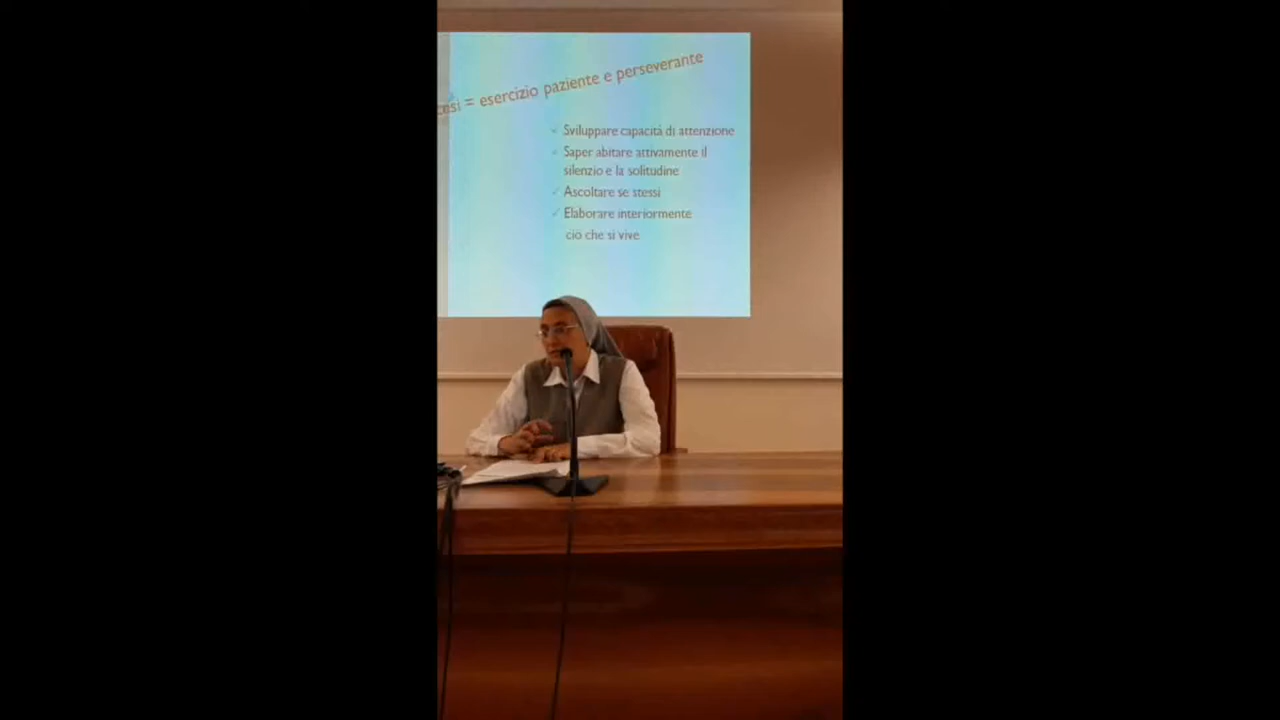 cesi = esercizio paziente e perseverante
Sviluppare capacità di attenzione
Saper abitare attivamente il
silenzio e la solitudine
Ascoltare se stessi
Elaborare interiormente
ciò che si vive